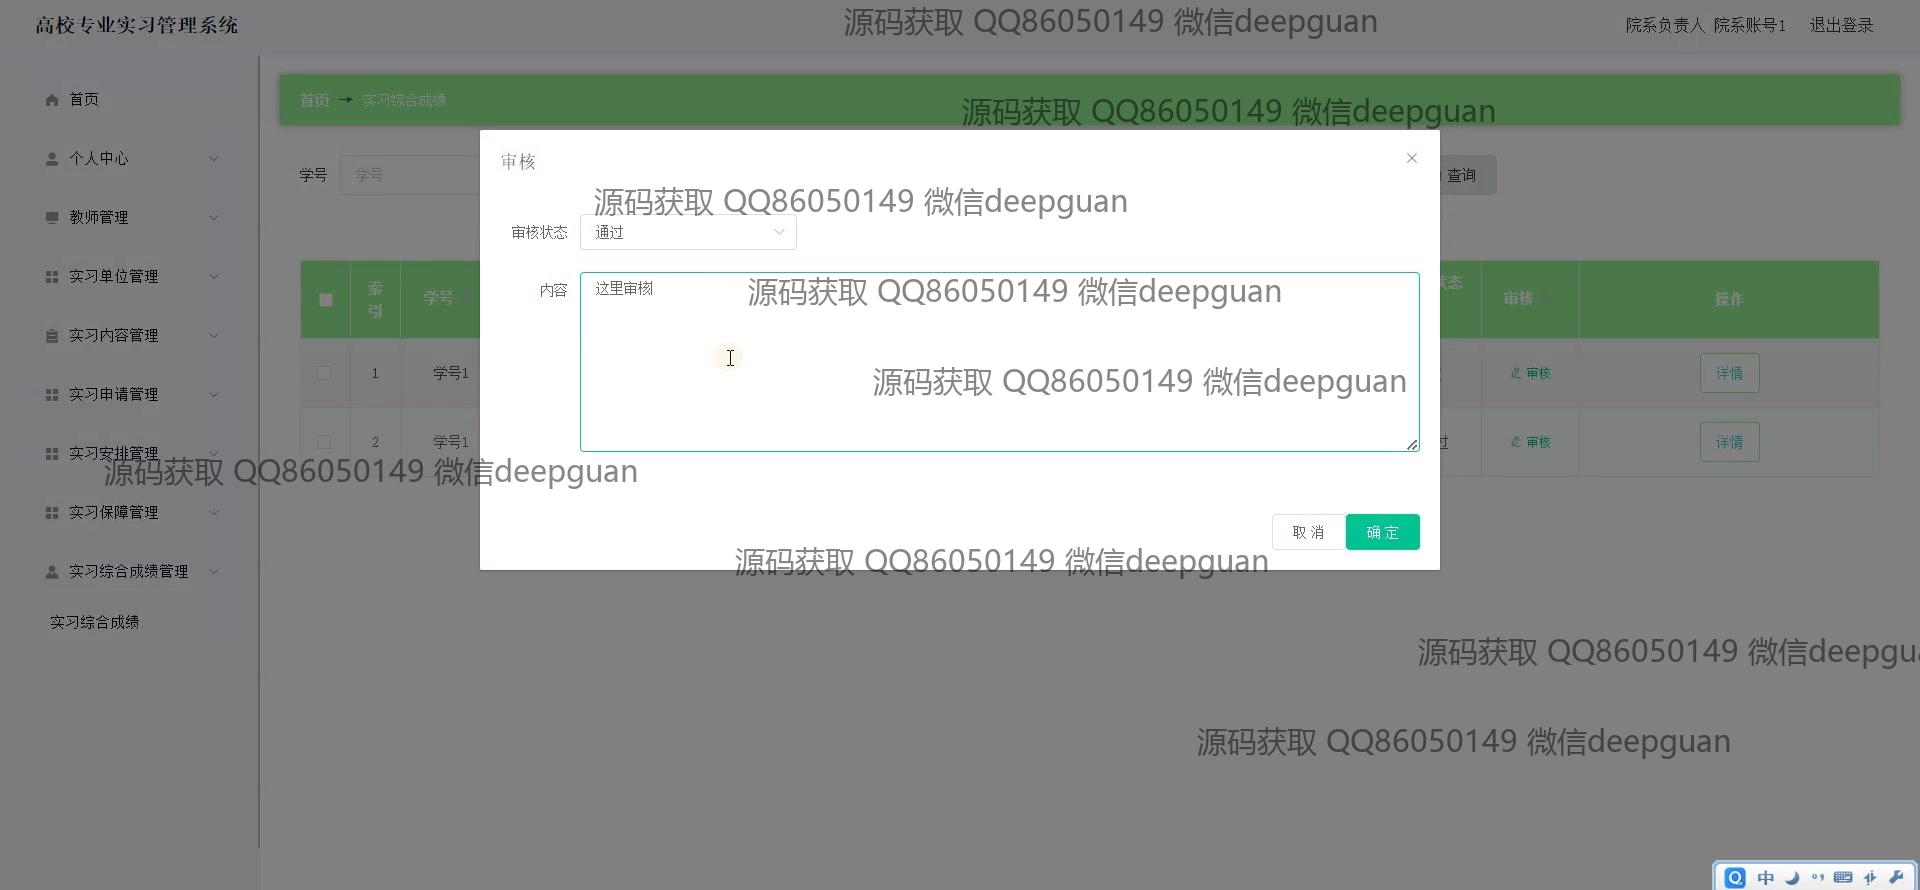 高校专业实习管理系统
源码获取 QQ86050149 微信deepguan
院系负责人 院系账号1 退出登录
首页
首页 → 实习综合成绩
源码获取 QQ86050149 微信deepguan
个人中心
审核
学号 学号
查询
源码获取 QQ86050149 微信deepguan
教师管理
审核状态 通过
实习单位管理
内容 这里审核
源码获取 QQ86050149 微信deepguan
索引 学号 状态 审核 操作
实习内容管理
1 学号1 审核 详情
源码获取 QQ86050149 微信deepguan
实习申请管理
2 学号1 过 审核 详情
实习安排管理
源码获取 QQ86050149 微信deepguan
实习保障管理
取消 确定
源码获取 QQ86050149 微信deepguan
实习综合成绩管理
实习综合成绩
源码获取 QQ86050149 微信deepgu
源码获取 QQ86050149 微信deepguan
中